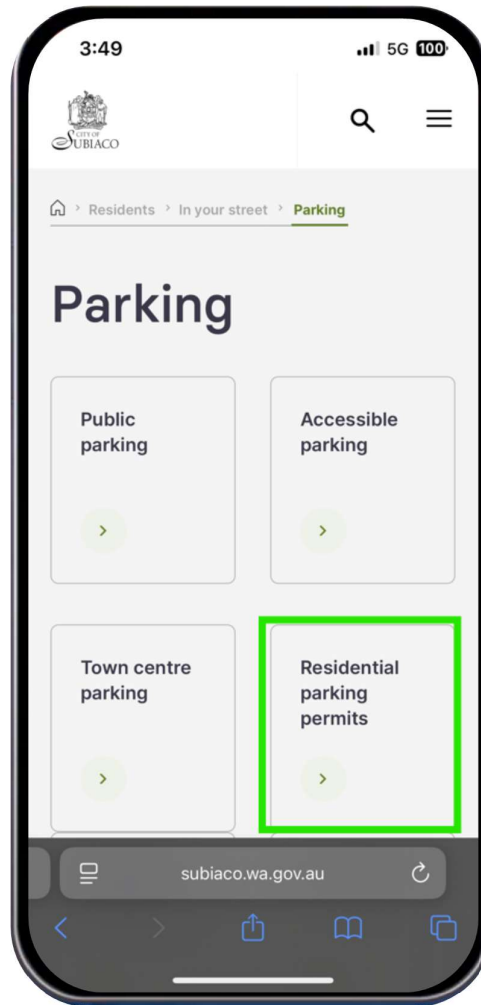 3:49
5G 100
CITY OF
SUBIACO
Residents > In your street > Parking
Parking
Public
parking
Accessible
parking
Town centre
parking
Residential
parking
permits
subiaco.wa.gov.au